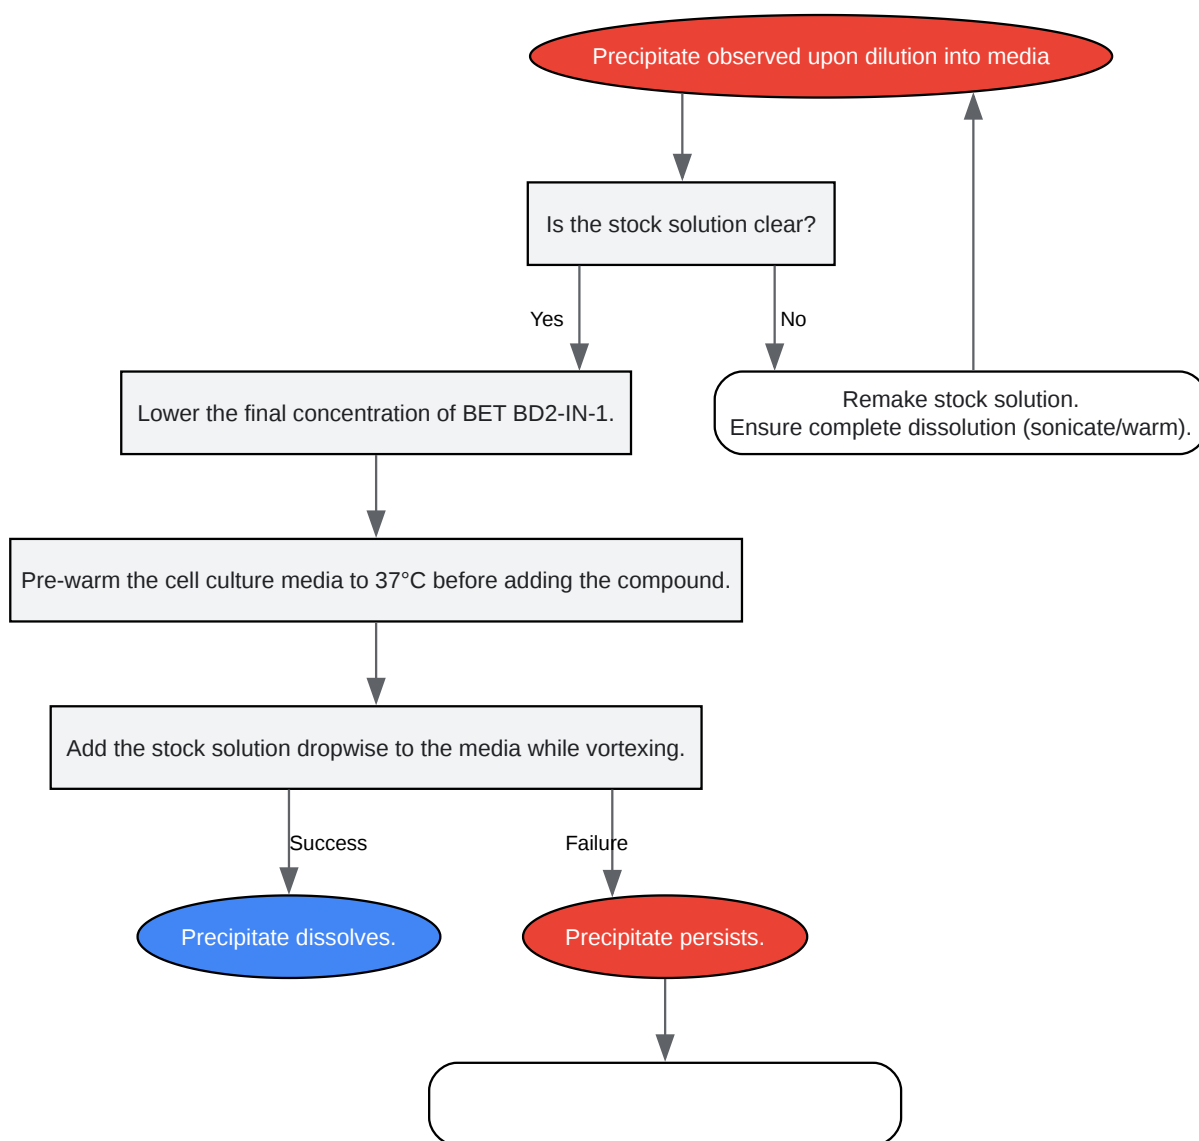 Precipitate observed upon dilution into media
Is the stock solution clear?
Yes
No
Lower the final concentration of BET BD2-IN-1.
Remake stock solution.
Ensure complete dissolution (sonicate/warm).
Pre-warm the cell culture media to 37°C before adding the compound.
Add the stock solution dropwise to the media while vortexing.
Success
Failure
Precipitate dissolves.
Precipitate persists.